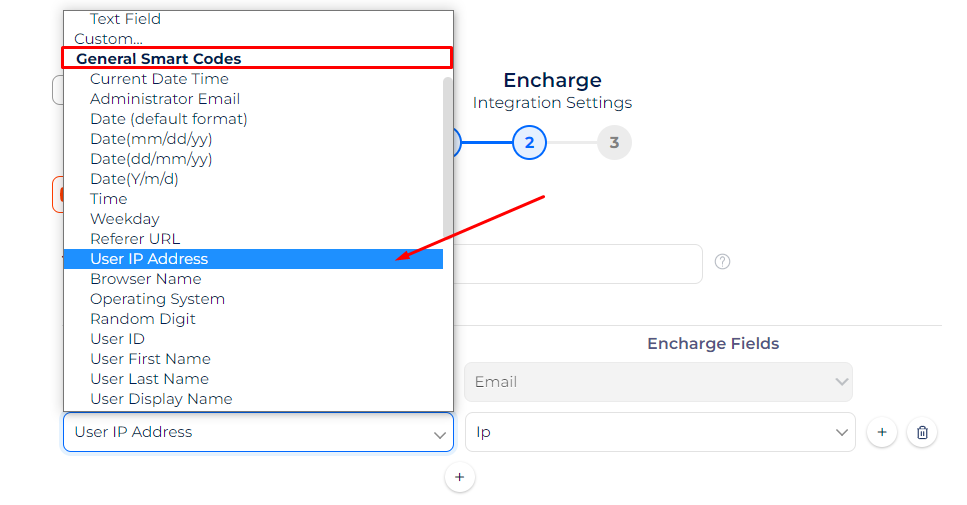 Text Field
Custom...
General Smart Codes
Current Date Time
Administrator Email
Date (default format)
Date(mm/dd/yy)
Date(dd/mm/yy)
Date(Y/m/d)
Time
Weekday
Referer URL
User IP Address
Browser Name
Operating System
Random Digit
User ID
User First Name
User Last Name
User Display Name
User IP Address
Encharge
Integration Settings
2
3
?
Encharge Fields
Email
Ip
+
+